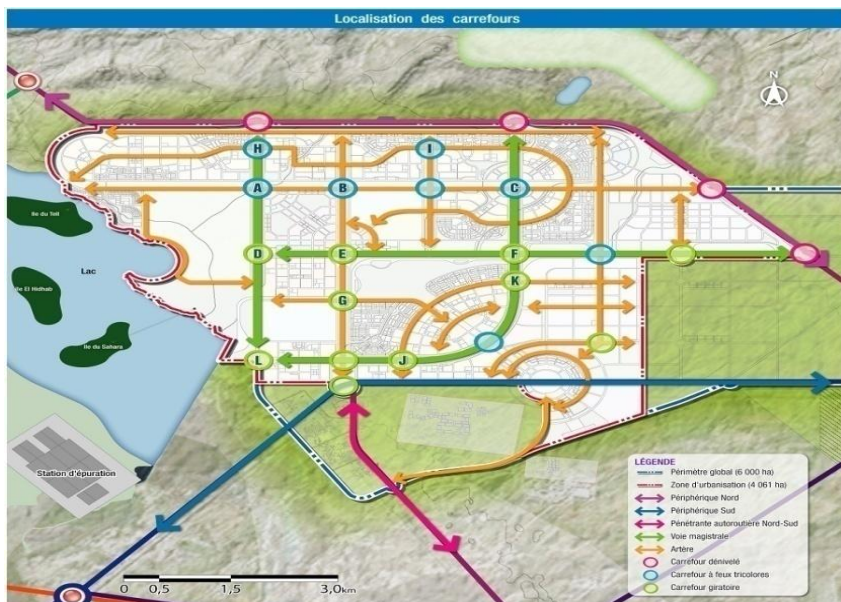 Localisation des carrefours
N
H
I
A
B
C
Ile du Tell
D
E
F
Lac
K
Ile El Nidhab
G
Ile du Sahara
L
J
Station d'épuration
LÉGENDE
Périmètre global (6 000 ha)
Zone d'urbanisation (4 061 ha)
Périphérique Nord
Périphérique Sud
Pénétrante autoroutière Nord-Sud
Voie magistrale
Artère
Carrefour dénivelé
Carrefour à feux tricolores
Carrefour giratoire
0 0,5 1,5 3,0km